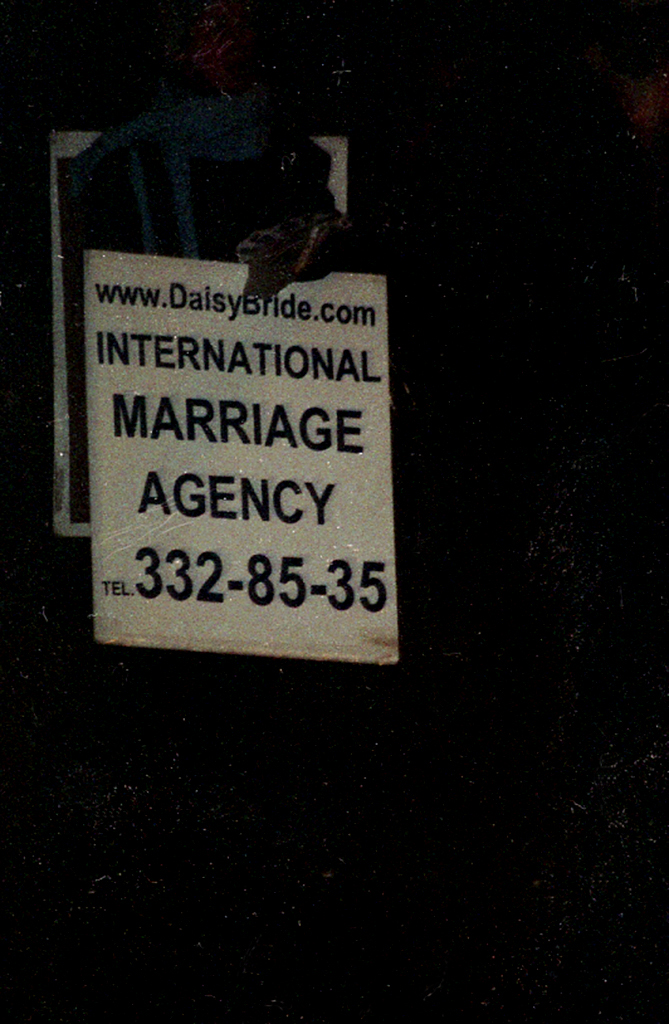 www.DaisyBride.com
INTERNATIONAL
MARRIAGE
AGENCY
TEL. 332-85-35